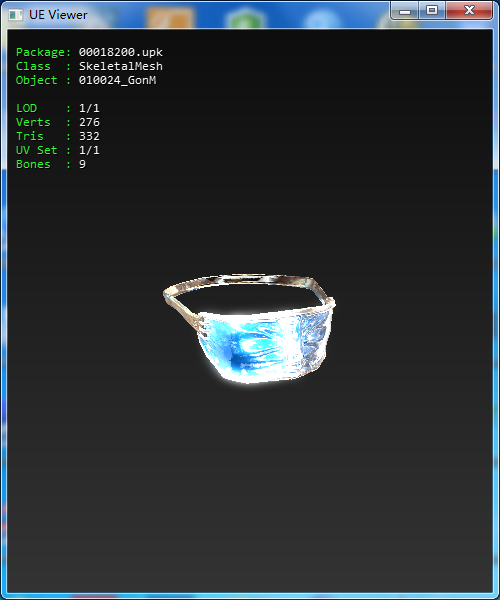 UE Viewer
Package: 00018200.upk
Class  : SkeletalMesh
Object : 010024_GonM
LOD    : 1/1
Verts  : 276
Tris   : 332
UV Set : 1/1
Bones  : 9